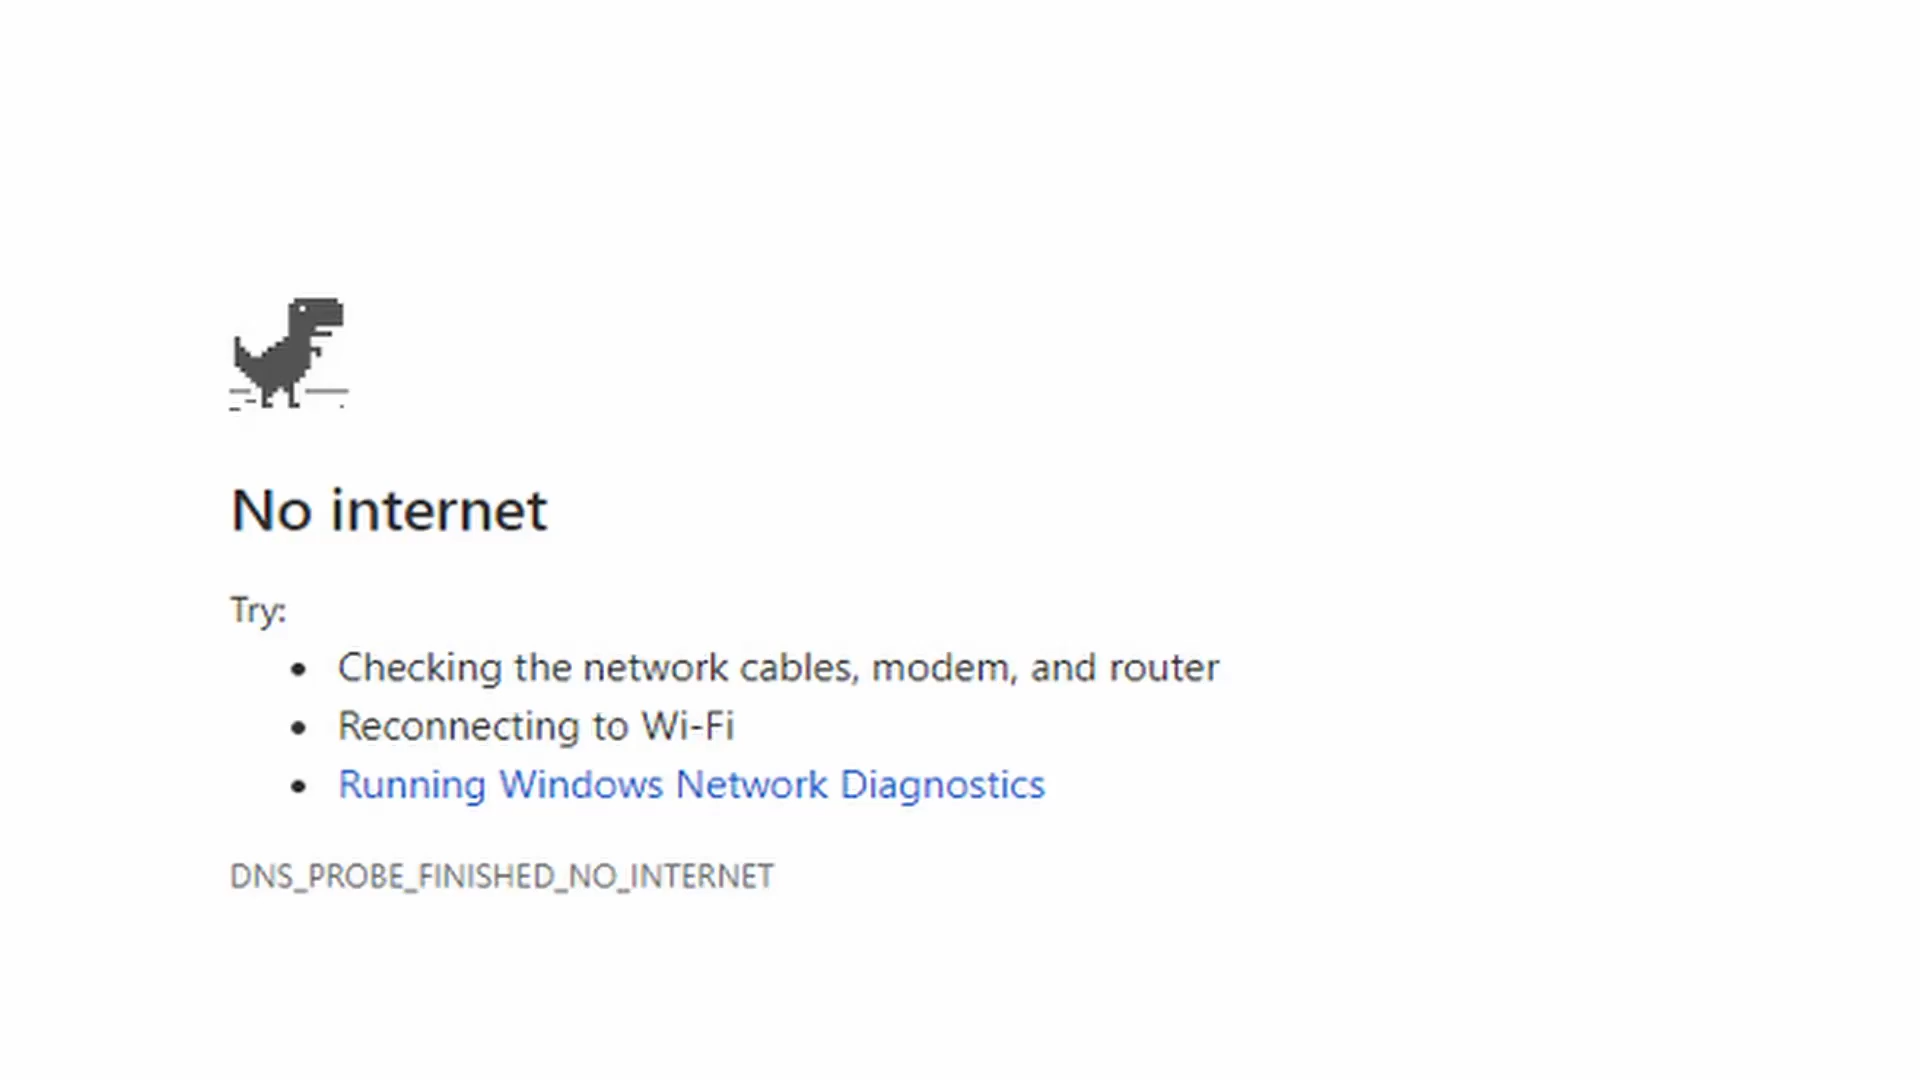 No internet
Try:
Checking the network cables, modem, and router
Reconnecting to Wi-Fi
Running Windows Network Diagnostics
DNS_PROBE_FINISHED_NO_INTERNET